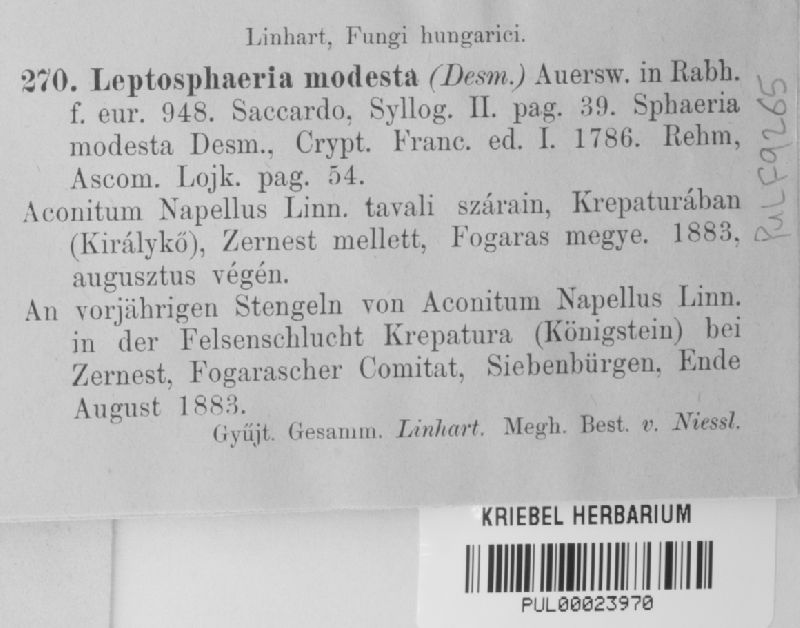 Linhart, Fungi hungarici.
270. Leptosphaeria modesta (Desm.) Auersw. in Rabh.
f. eur. 948. Saccardo, Syllog. II. pag. 39. Sphaeria
modesta Desm., Crypt. Franc. ed. I. 1786. Rehm,
Ascom. Lojk. pag. 54.
Aconitum Napellus Linn. tavali szárain, Krepaturában
(Királykő), Zernest mellett, Fogaras megye. 1883,
augusztus végén.
An vorjährigen Stengeln von Aconitum Napellus Linn.
in der Felsenschlucht Krepatura (Königstein) bei
Zernest, Fogarascher Comitat, Siebenbürgen, Ende
August 1883.
Gyűjt. Gesamm. Linhart. Megh. Best. v. Niessl.
PUL F9265
KRIEBEL HERBARIUM
PUL00023970